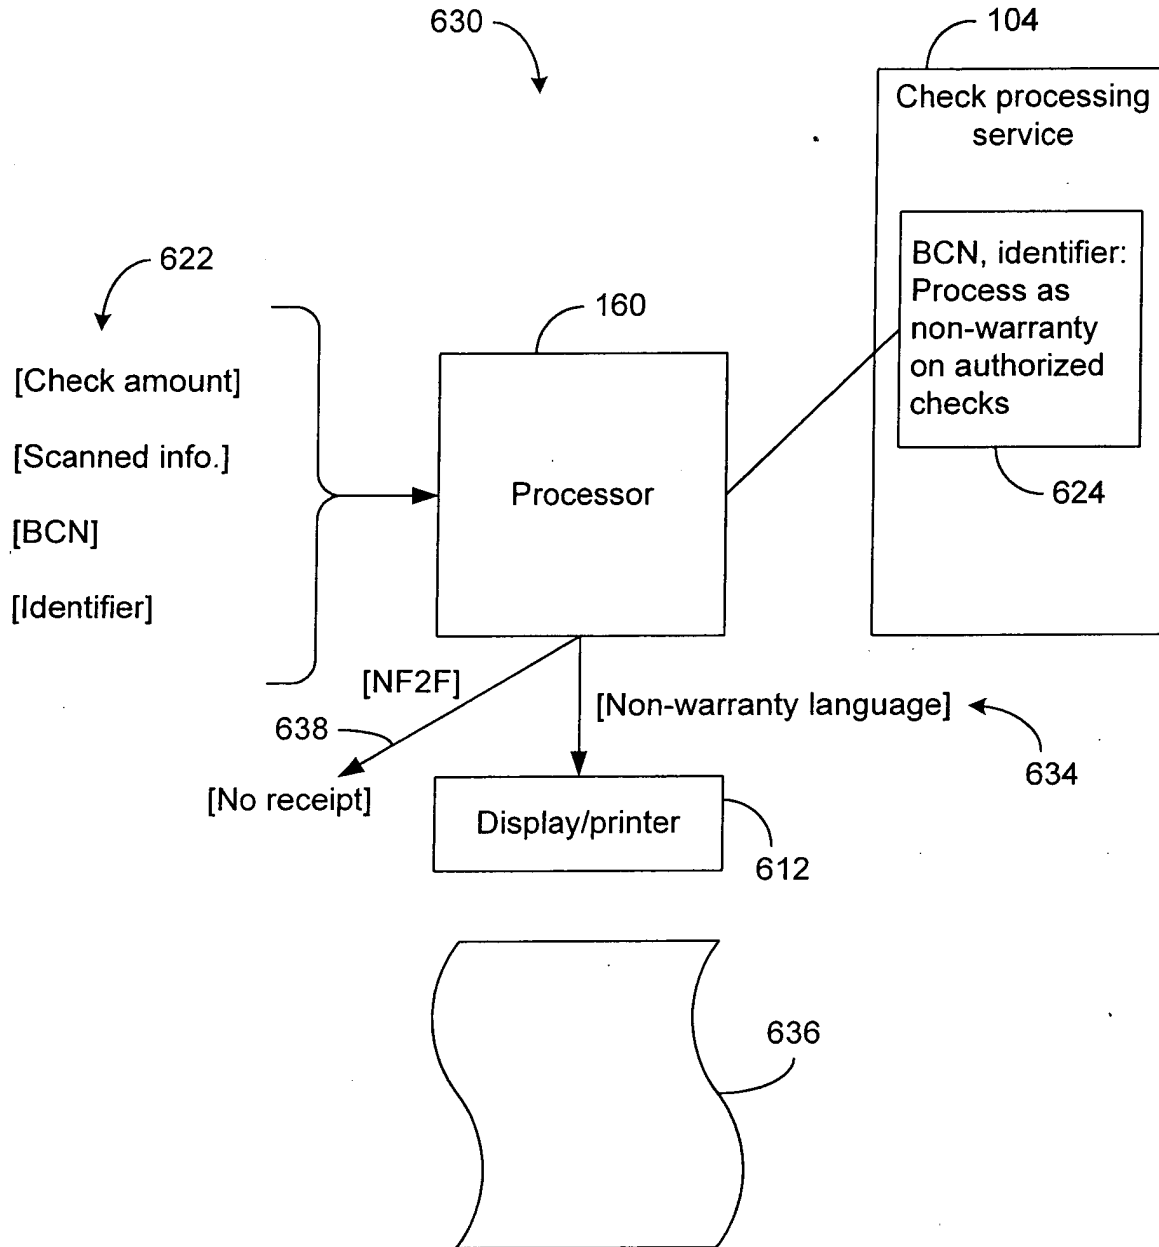 630
104
Check processing
service
622
BCN, identifier:
Process as
non-warranty
on authorized
checks
160
[Check amount]
[Scanned info.]
[BCN]
[Identifier]
Processor
624
[NF2F]
[Non-warranty language]
638
634
[No receipt]
Display/printer
612
636